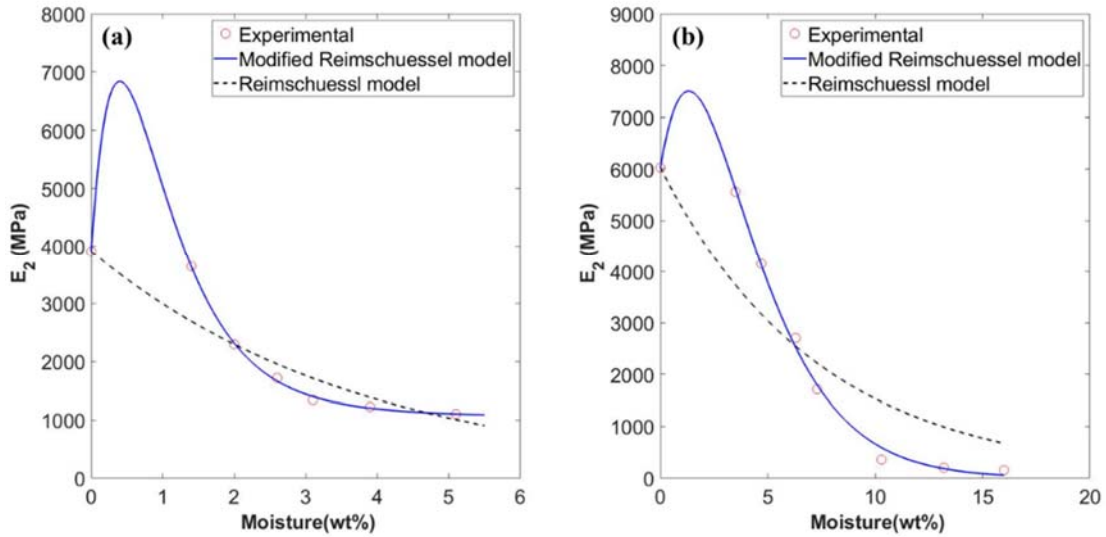 (a)
Experimental
Modified Reimschuessel model
Reimschuessl model
8000
7000
6000
5000
4000
3000
2000
1000
0
E2 (MPa)
0 1 2 3 4 5 6
Moisture(wt%)
(b)
Experimental
Modified Reimschuessel model
Reimschuessl model
9000
8000
7000
6000
5000
4000
3000
2000
1000
0
E2 (MPa)
0 5 10 15 20
Moisture(wt%)